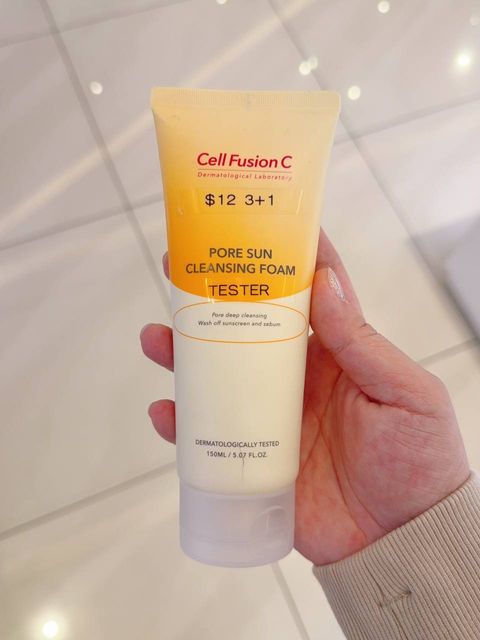 Cell Fusion C
Dermatological Laboratory
$12 3+1
PORE SUN
CLEANSING FOAM
TESTER
Pore deep cleansing
Wash off sunscreen and sebum
DERMATOLOGICALLY TESTED
150ML / 5.07 FL.OZ.